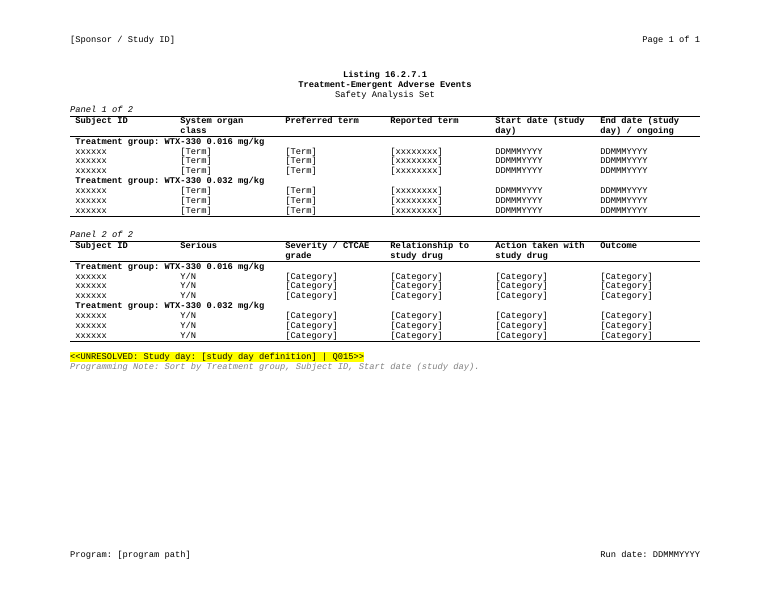 [Sponsor / Study ID] Page 1 of 1
Listing 16.2.7.1
Treatment-Emergent Adverse Events
Safety Analysis Set
Panel 1 of 2
Subject ID System organ class Preferred term Reported term Start date (study day) End date (study day) / ongoing
Treatment group: WTX-330 0.016 mg/kg
xxxxxx [Term] [Term] [xxxxxxxx] DDMMMYYYY DDMMMYYYY
xxxxxx [Term] [Term] [xxxxxxxx] DDMMMYYYY DDMMMYYYY
xxxxxx [Term] [Term] [xxxxxxxx] DDMMMYYYY DDMMMYYYY
Treatment group: WTX-330 0.032 mg/kg
xxxxxx [Term] [Term] [xxxxxxxx] DDMMMYYYY DDMMMYYYY
xxxxxx [Term] [Term] [xxxxxxxx] DDMMMYYYY DDMMMYYYY
xxxxxx [Term] [Term] [xxxxxxxx] DDMMMYYYY DDMMMYYYY
Panel 2 of 2
Subject ID Serious Severity / CTCAE grade Relationship to study drug Action taken with study drug Outcome
Treatment group: WTX-330 0.016 mg/kg
xxxxxx Y/N [Category] [Category] [Category] [Category]
xxxxxx Y/N [Category] [Category] [Category] [Category]
xxxxxx Y/N [Category] [Category] [Category] [Category]
Treatment group: WTX-330 0.032 mg/kg
xxxxxx Y/N [Category] [Category] [Category] [Category]
xxxxxx Y/N [Category] [Category] [Category] [Category]
xxxxxx Y/N [Category] [Category] [Category] [Category]
<<UNRESOLVED: Study day: [study day definition] | Q015>>
Programming Note: Sort by Treatment group, Subject ID, Start date (study day).
Program: [program path] Run date: DDMMMYYYY